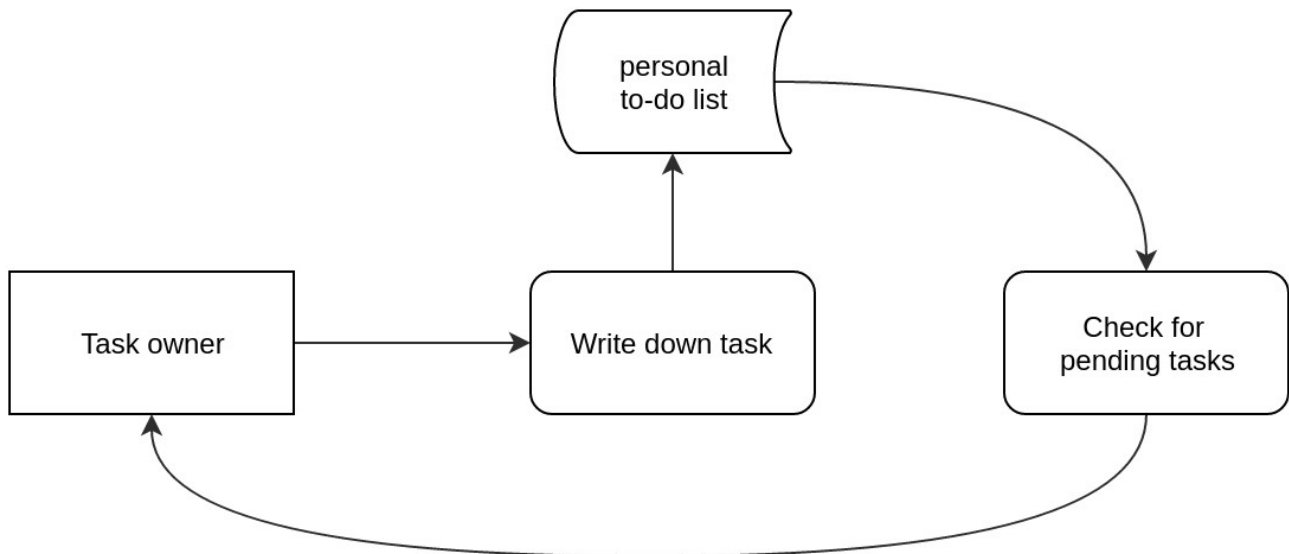 personal
to-do list
Task owner
Write down task
Check for
pending tasks